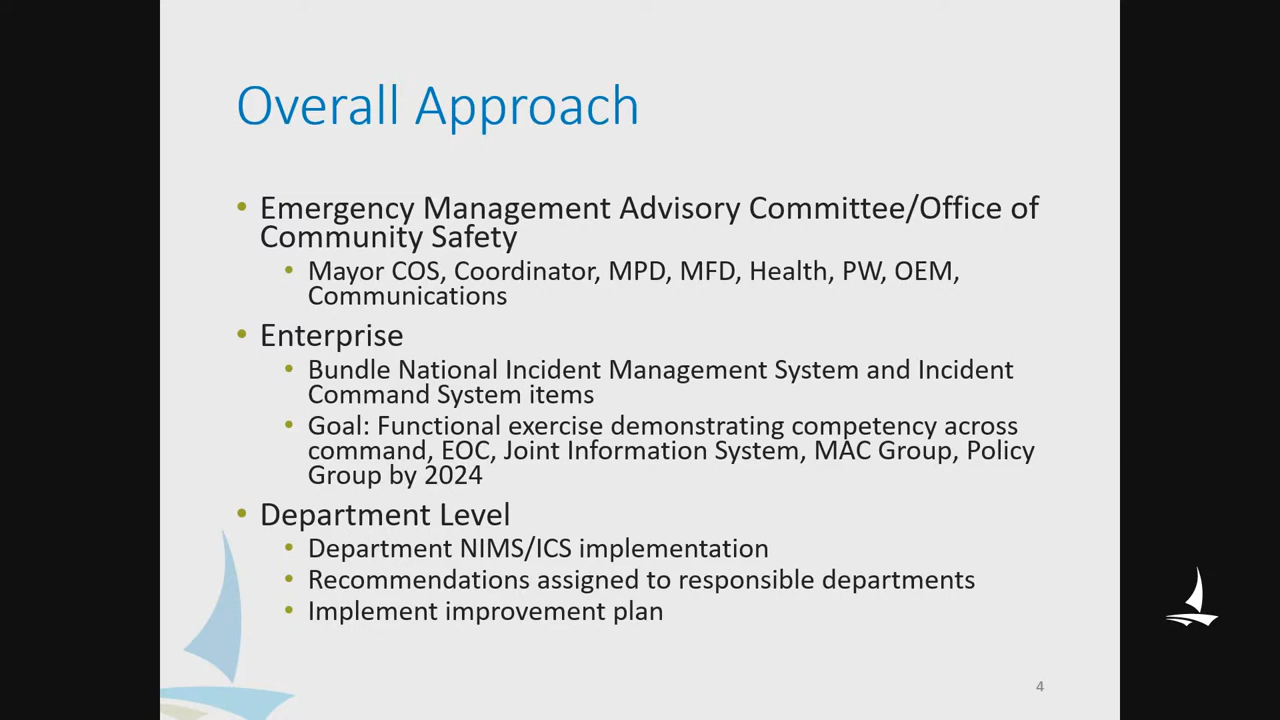 Overall Approach
• Emergency Management Advisory Committee/Office of
Community Safety
• Mayor COS, Coordinator, MPD, MFD, Health, PW, OEM,
Communications
• Enterprise
• Bundle National Incident Management System and Incident
Command System items
• Goal: Functional exercise demonstrating competency across
command, EOC, Joint Information System, MAC Group, Policy
Group by 2024
• Department Level
• Department NIMS/ICS implementation
• Recommendations assigned to responsible departments
• Implement improvement plan
4